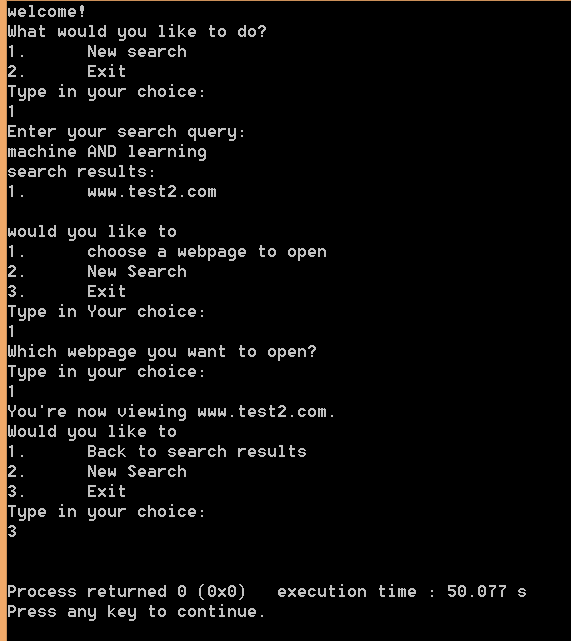 welcome!
What would you like to do?
1.      New search
2.      Exit
Type in your choice:
1
Enter your search query:
machine AND learning
search results:
1.      www.test2.com
would you like to
1.      choose a webpage to open
2.      New Search
3.      Exit
Type in Your choice:
1
Which webpage you want to open?
Type in your choice:
1
You're now viewing www.test2.com.
Would you like to
1.      Back to search results
2.      New Search
3.      Exit
Type in your choice:
3
Process returned 0 (0x0)   execution time : 50.077 s
Press any key to continue.